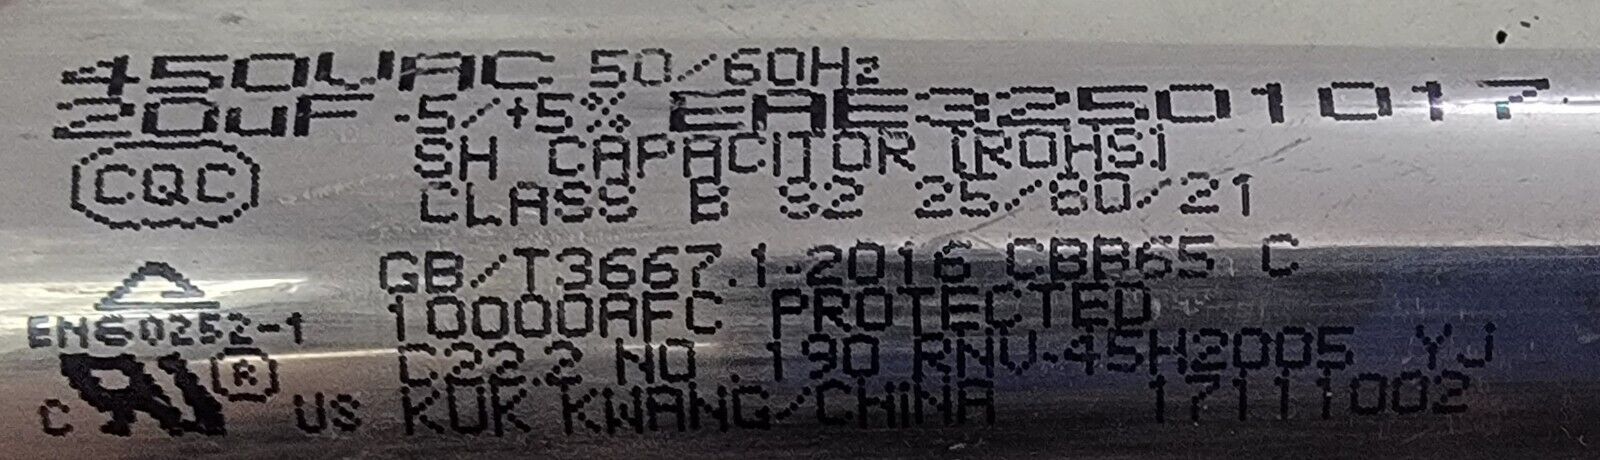 450VAC 50/60Hz
20uF -5/+5% EAE32501017
CQC SH CAPACITOR (ROHS)
CLASS B S2 25/80/21
GB/T3667.1-2016 CBB65 C
EN60252-1 10000AFC PROTECTED
C22.2 NO.190 RNV-45H2005 YJ
C RU® US KUK KWANG/CHiNA 17111002